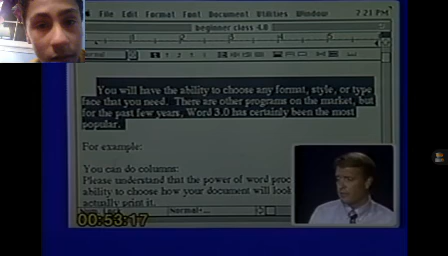 File Edit Format Font Document Utilities Window 7:21 PM
beginner class 4.0
Normal
You will have the ability to choose any format, style, or type
face that you need. There are other programs on the market, but
for the past few years, Word 3.0 has certainly been the most
popular.
For example:
You can do columns:
Please understand that the power of word proc
ability to choose how your document will look
actually print it.
Normal+...
00:53:17